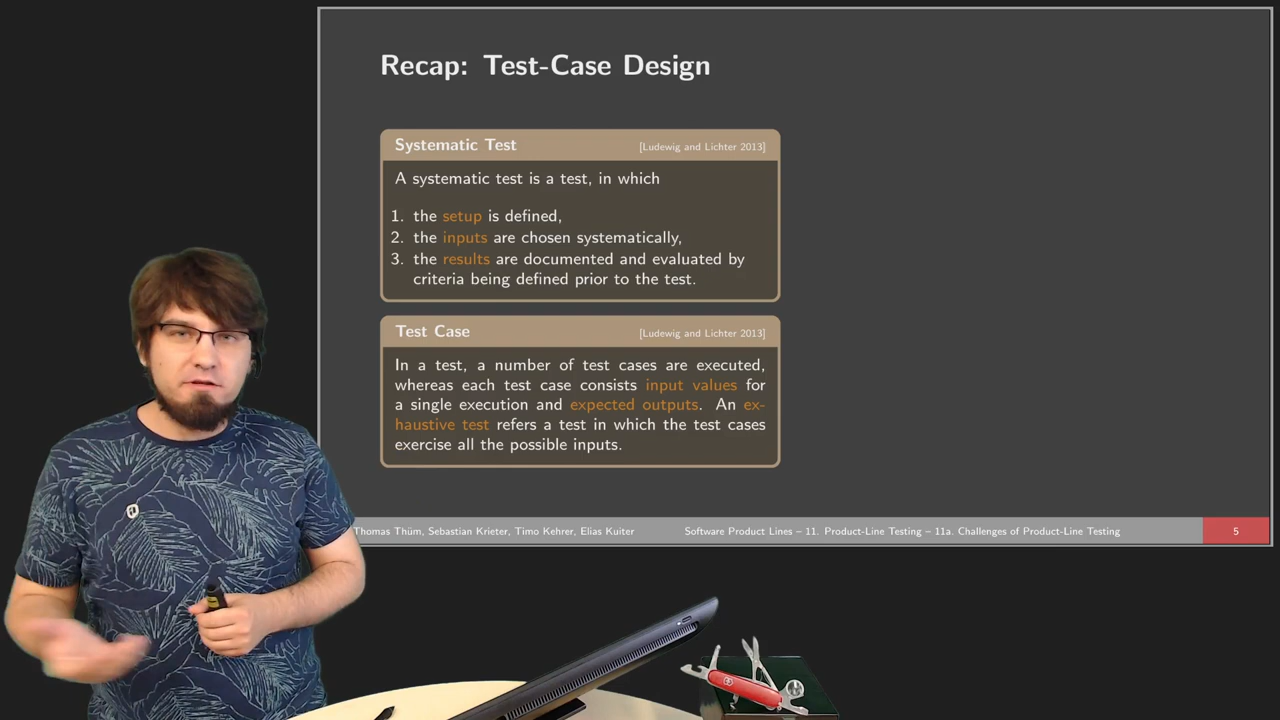 Recap: Test-Case Design
Systematic Test [Ludewig and Lichter 2013]
A systematic test is a test, in which
1. the setup is defined,
2. the inputs are chosen systematically,
3. the results are documented and evaluated by
criteria being defined prior to the test.
Test Case [Ludewig and Lichter 2013]
In a test, a number of test cases are executed,
whereas each test case consists input values for
a single execution and expected outputs. An ex-
haustive test refers a test in which the test cases
exercise all the possible inputs.
Thomas Thüm, Sebastian Krieter, Timo Kehrer, Elias Kuiter Software Product Lines – 11. Product-Line Testing – 11a. Challenges of Product-Line Testing 5